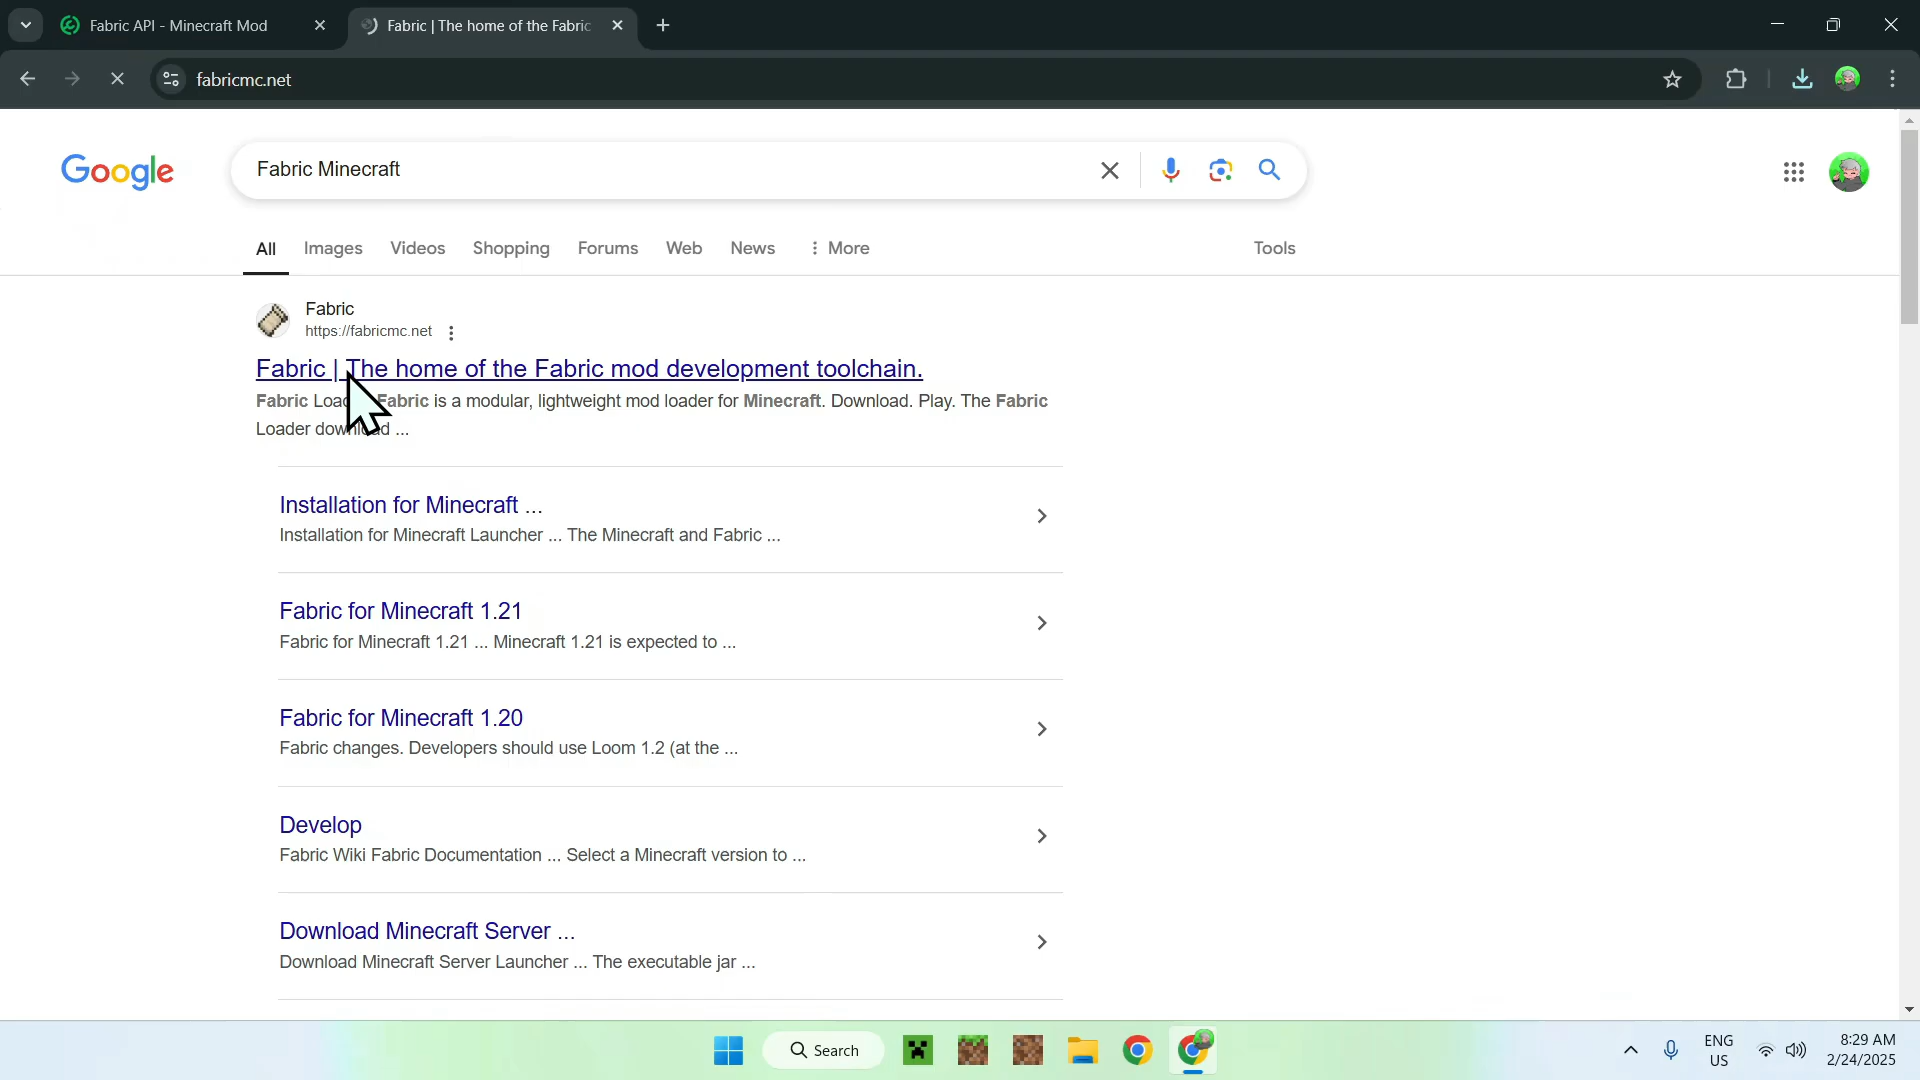 Fabric API - Minecraft Mod
Fabric | The home of the Fabric
fabricmc.net
Google
Fabric Minecraft
All Images Videos Shopping Forums Web News More Tools
Fabric
https://fabricmc.net
Fabric | The home of the Fabric mod development toolchain.
Fabric Loa Fabric is a modular, lightweight mod loader for Minecraft. Download. Play. The Fabric
Loader download ...
Installation for Minecraft ...
Installation for Minecraft Launcher ... The Minecraft and Fabric ...
Fabric for Minecraft 1.21
Fabric for Minecraft 1.21 ... Minecraft 1.21 is expected to ...
Fabric for Minecraft 1.20
Fabric changes. Developers should use Loom 1.2 (at the ...
Develop
Fabric Wiki Fabric Documentation ... Select a Minecraft version to ...
Download Minecraft Server ...
Download Minecraft Server Launcher ... The executable jar ...
Search
ENG
US
8:29 AM
2/24/2025